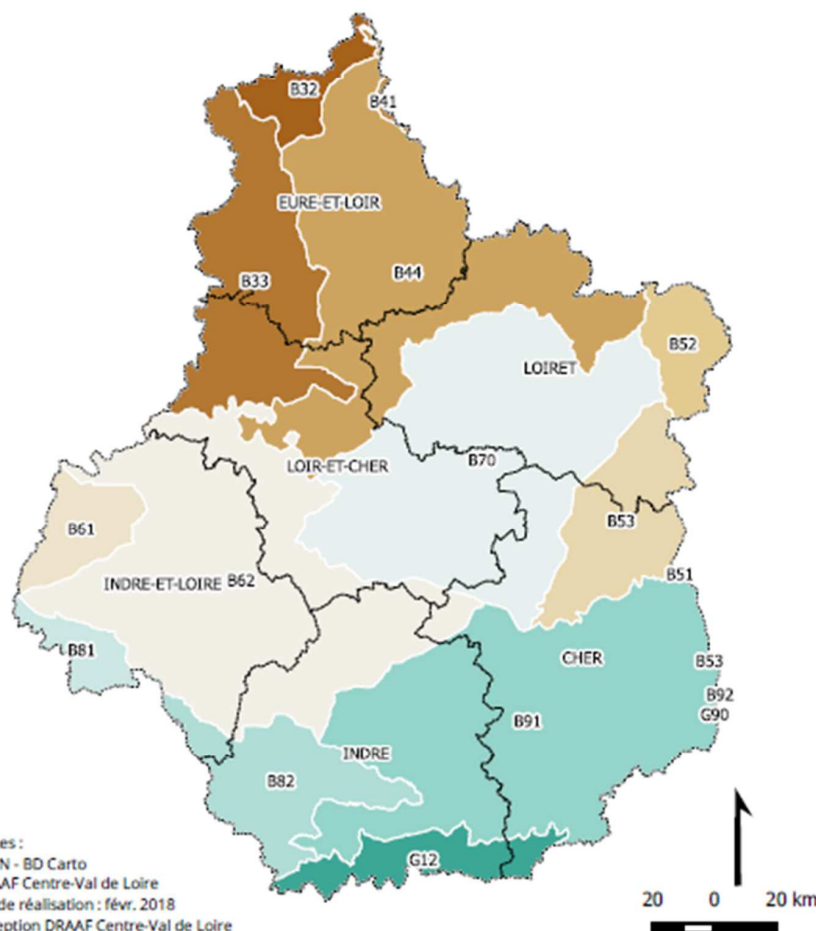 B32
B41
EURE-ET-LOIR
B33
B44
B52
LOIRET
LOIR-ET-CHER
B70
B61
B53
INDRE-ET-LOIRE B62
B51
B81
CHER
B53
B92
G90
B91
INDRE
B82
G12
es :
N - BD Carto
AF Centre-Val de Loire
de réalisation : févr. 2018
eption DRAAF Centre-Val de Loire
20 0 20 km